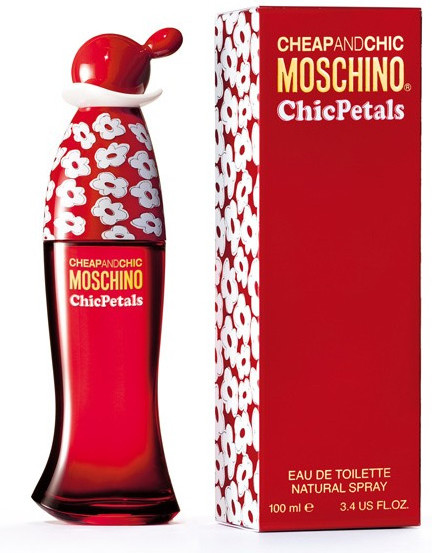 CHEAPANDCHIC
MOSCHINO
ChicPetals
CHEAPANDCHIC
MOSCHINO®
ChicPetals
EAU DE TOILETTE
NATURAL SPRAY
100 ml ℮ 3.4 US FL.OZ.